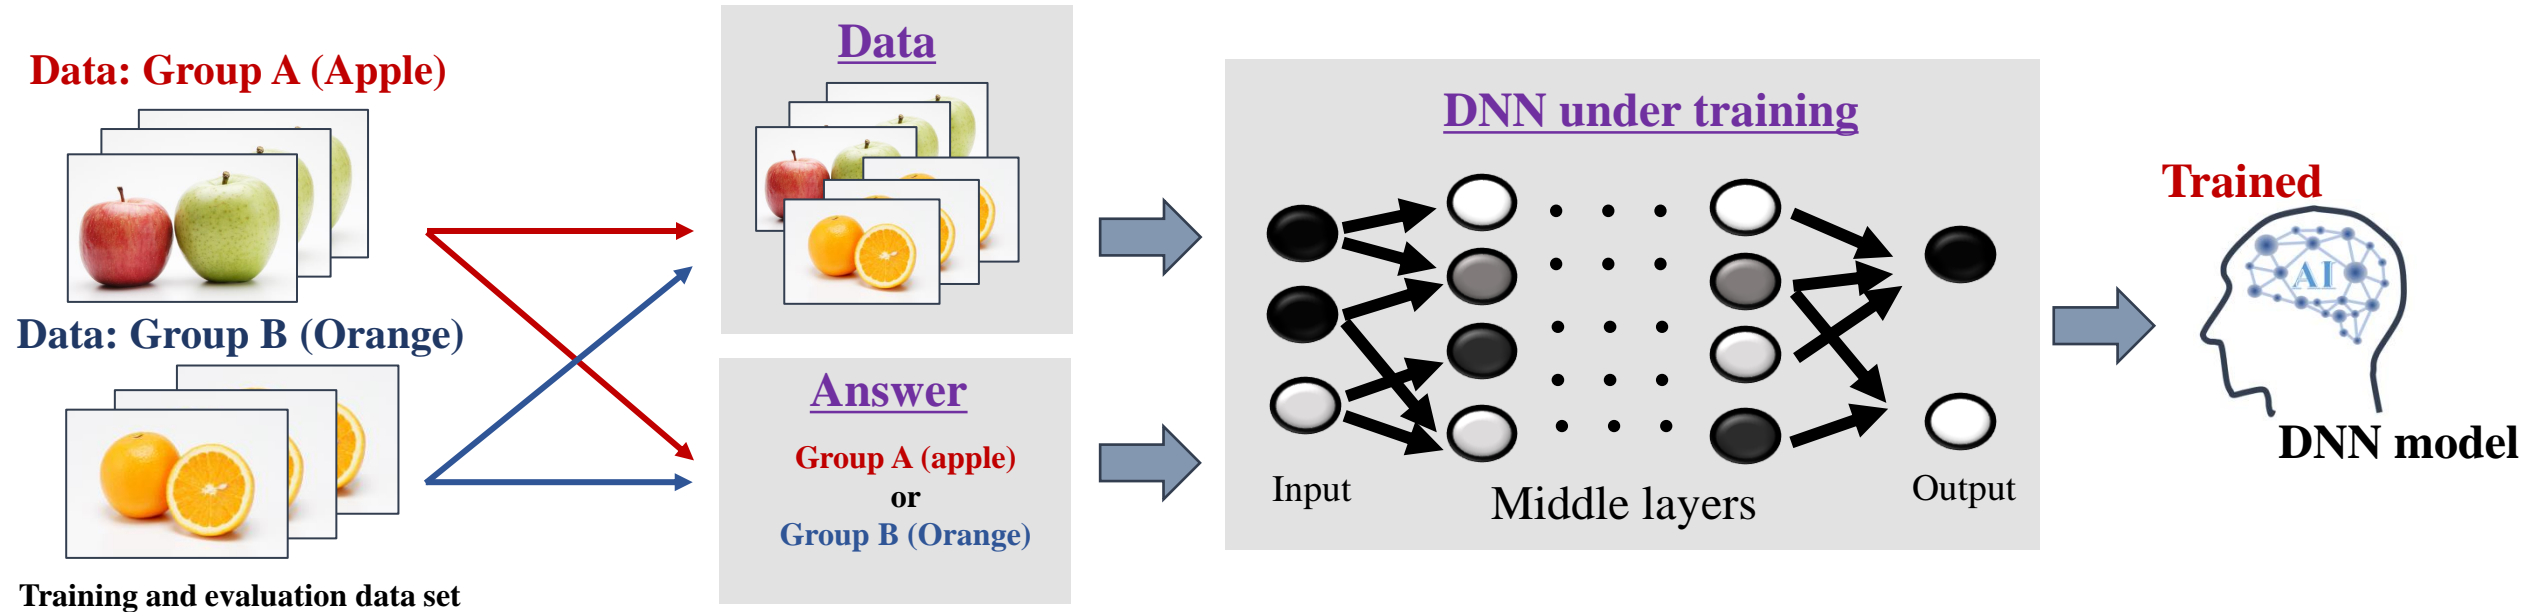 Data: Group A (Apple)
Data: Group B (Orange)
Training and evaluation data set
Data
Answer
Group A (apple)
or
Group B (Orange)
DNN under training
Input
Middle layers
Output
Trained
AI
DNN model